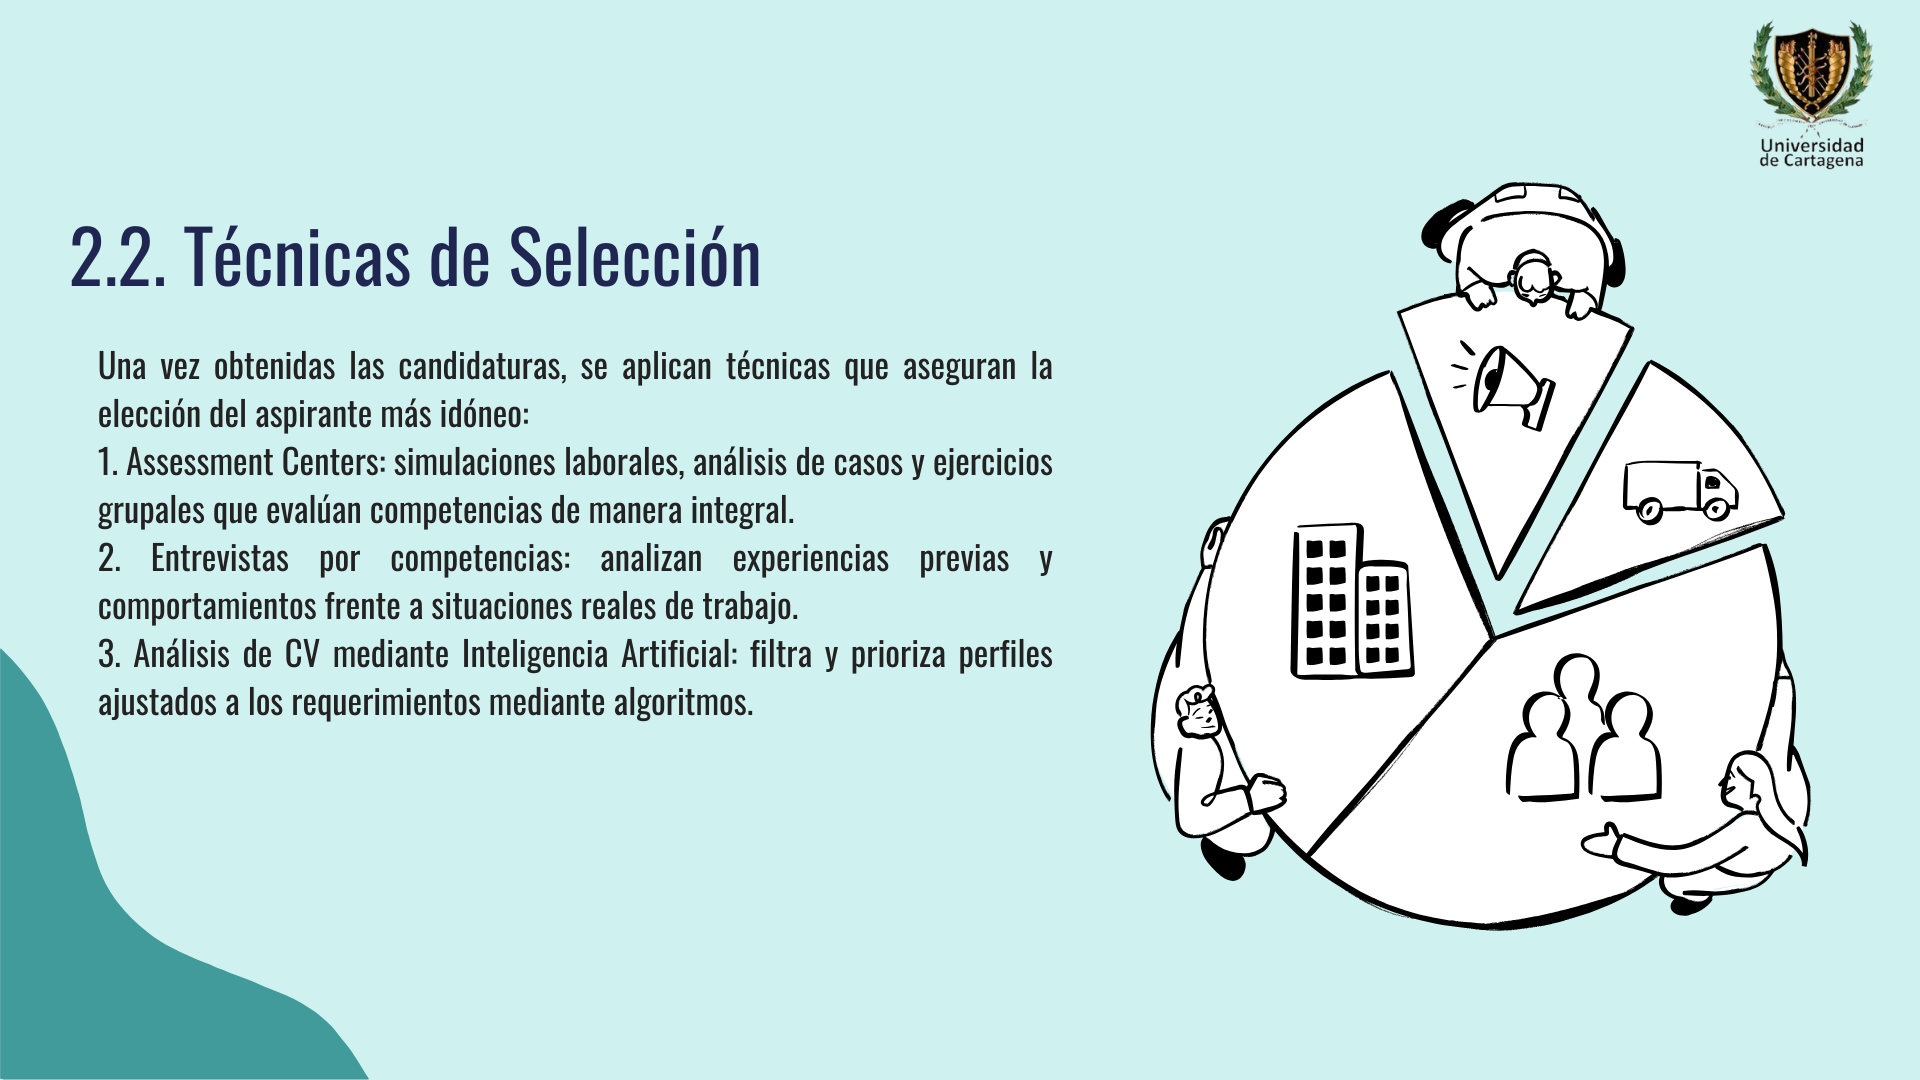 Universidad
de Cartagena
2.2. Técnicas de Selección
Una vez obtenidas las candidaturas, se aplican técnicas que aseguran la
elección del aspirante más idóneo:
1. Assessment Centers: simulaciones laborales, análisis de casos y ejercicios
grupales que evalúan competencias de manera integral.
2. Entrevistas por competencias: analizan experiencias previas y
comportamientos frente a situaciones reales de trabajo.
3. Análisis de CV mediante Inteligencia Artificial: filtra y prioriza perfiles
ajustados a los requerimientos mediante algoritmos.